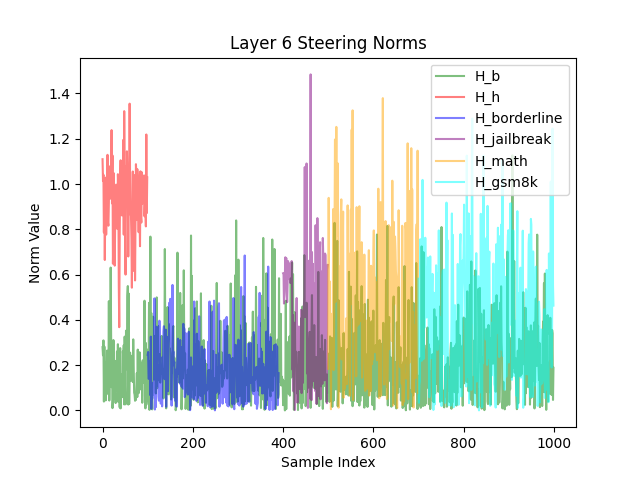 Layer 6 Steering Norms
H_b
H_h
H_borderline
H_jailbreak
H_math
H_gsm8k
Norm Value
1.4
1.2
1.0
0.8
0.6
0.4
0.2
0.0
0
200
400
600
800
1000
Sample Index